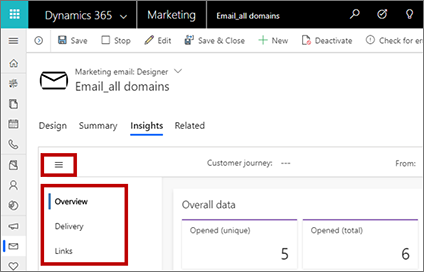 Dynamics 365 Marketing Email_all domains
Save Stop Edit Save & Close New Deactivate Check for er
Marketing email: Designer
Email_all domains
Design Summary Insights Related
Customer journey: --- From:
Overview
Delivery
Links
Overall data
Opened (unique) Opened (total)
5 6